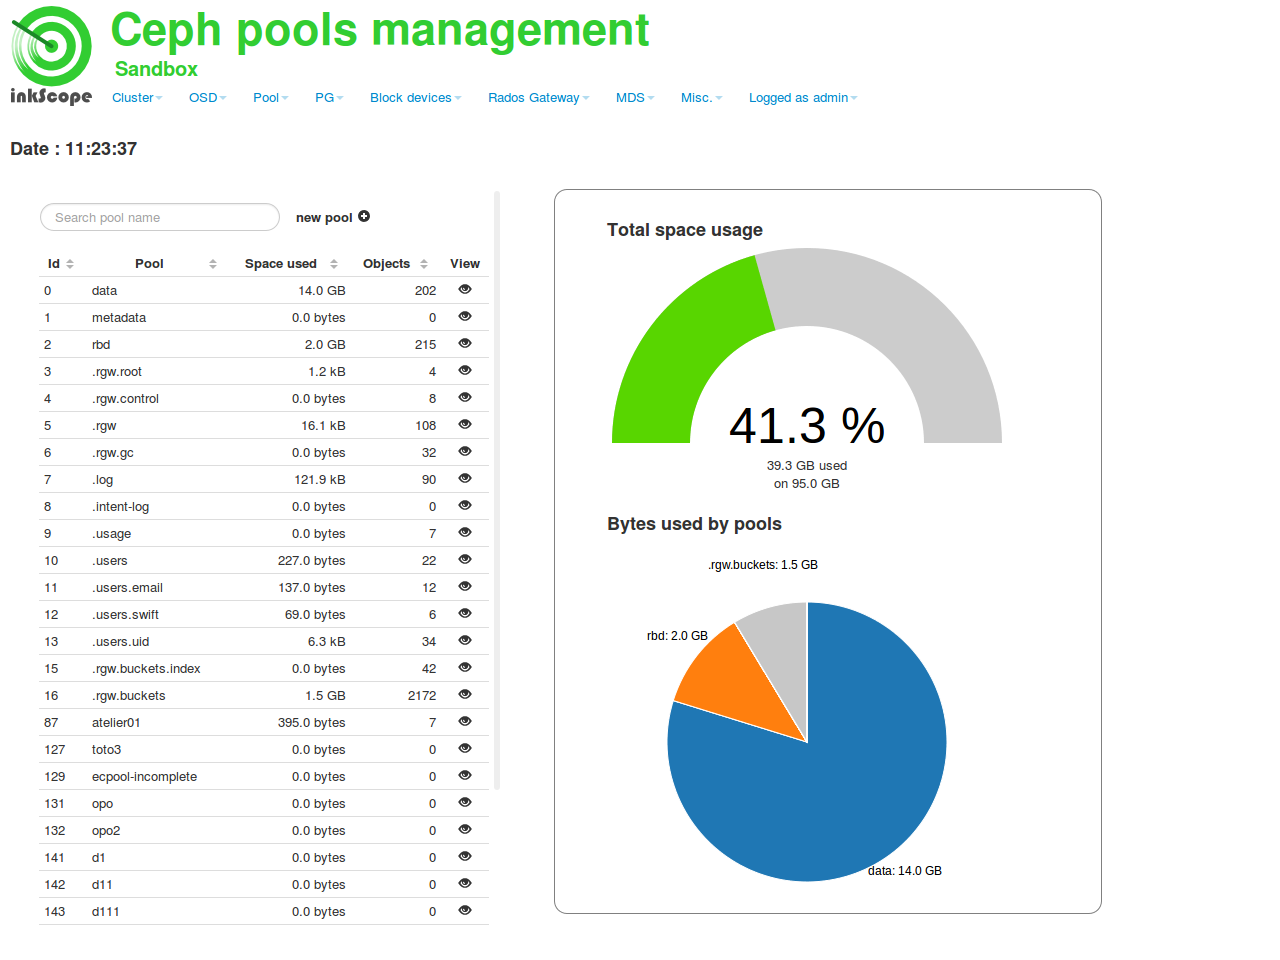 Ceph pools management
Sandbox
inkScope
Cluster OSD Pool PG Block devices Rados Gateway MDS Misc. Logged as admin
Date : 11:23:37
Search pool name new pool
Id Pool Space used Objects View
0 data 14.0 GB 202
1 metadata 0.0 bytes 0
2 rbd 2.0 GB 215
3 .rgw.root 1.2 kB 4
4 .rgw.control 0.0 bytes 8
5 .rgw 16.1 kB 108
6 .rgw.gc 0.0 bytes 32
7 .log 121.9 kB 90
8 .intent-log 0.0 bytes 0
9 .usage 0.0 bytes 7
10 .users 227.0 bytes 22
11 .users.email 137.0 bytes 12
12 .users.swift 69.0 bytes 6
13 .users.uid 6.3 kB 34
15 .rgw.buckets.index 0.0 bytes 42
16 .rgw.buckets 1.5 GB 2172
87 atelier01 395.0 bytes 7
127 toto3 0.0 bytes 0
129 ecpool-incomplete 0.0 bytes 0
131 opo 0.0 bytes 0
132 opo2 0.0 bytes 0
141 d1 0.0 bytes 0
142 d11 0.0 bytes 0
143 d111 0.0 bytes 0
Total space usage
41.3 %
39.3 GB used
on 95.0 GB
Bytes used by pools
.rgw.buckets: 1.5 GB
rbd: 2.0 GB
data: 14.0 GB